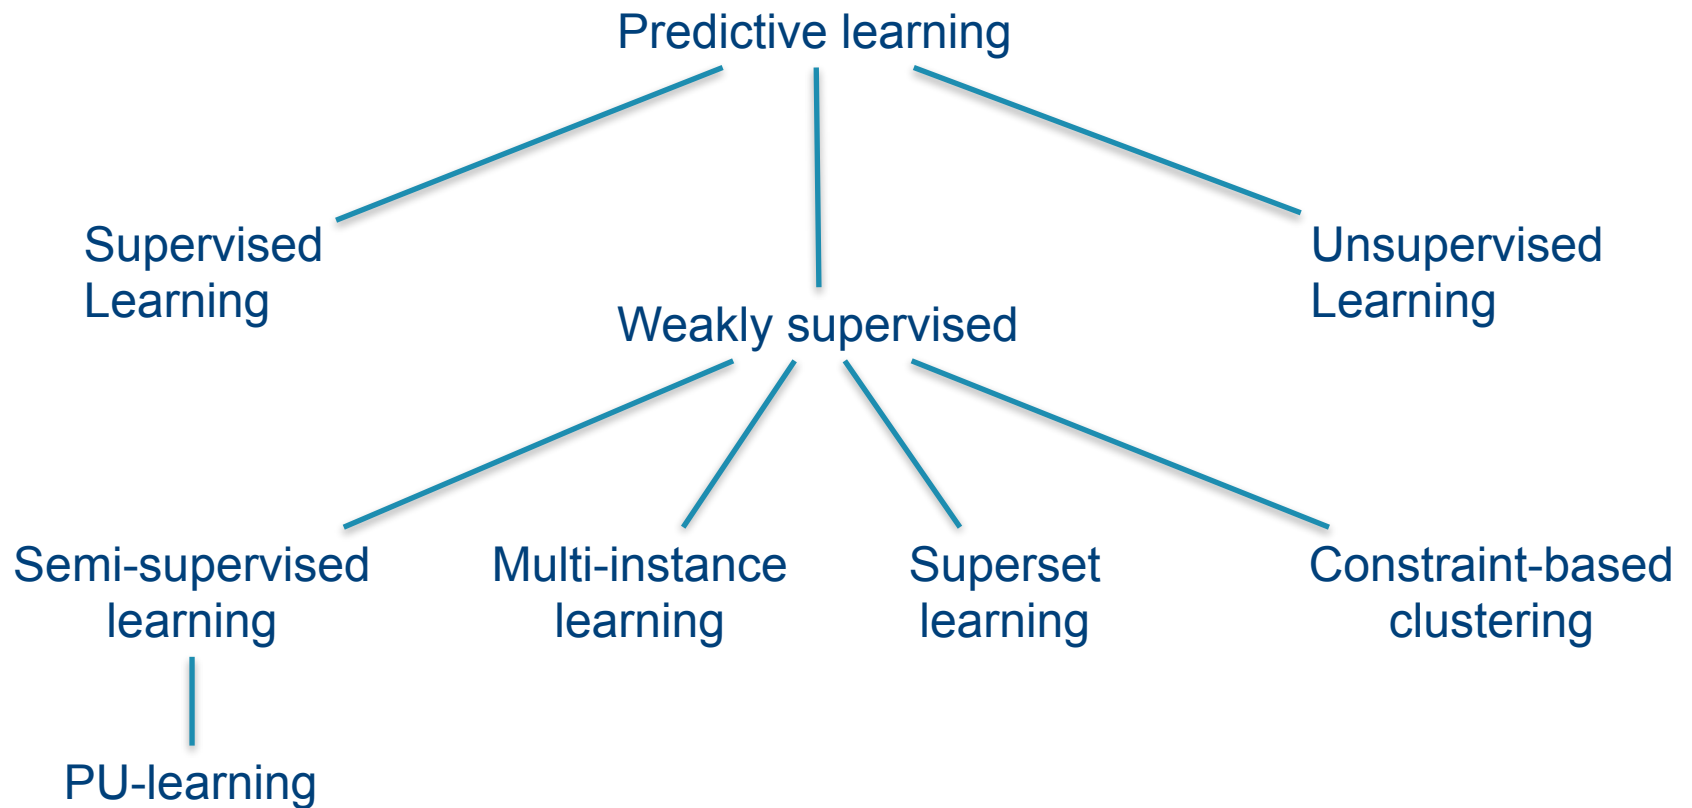 Predictive learning
Supervised
Learning
Unsupervised
Learning
Weakly supervised
Semi-supervised
learning
Multi-instance
learning
Superset
learning
Constraint-based
clustering
PU-learning